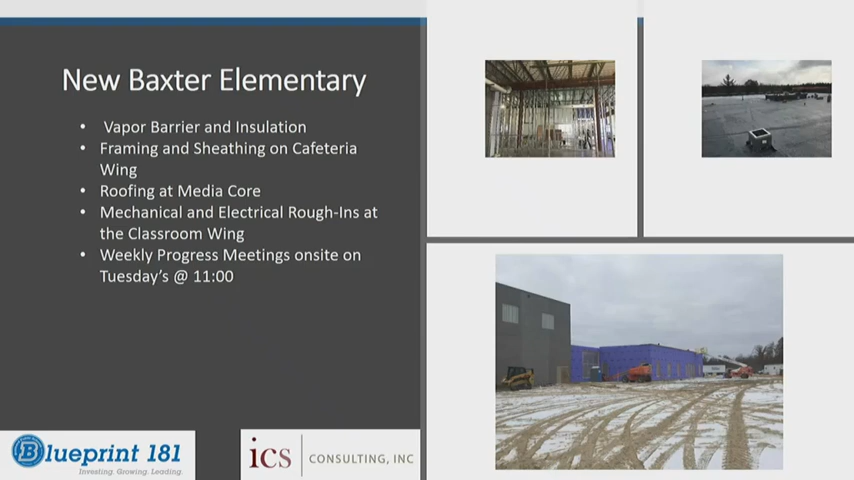 New Baxter Elementary
• Vapor Barrier and Insulation
• Framing and Sheathing on Cafeteria
Wing
• Roofing at Media Core
• Mechanical and Electrical Rough-Ins at
the Classroom Wing
• Weekly Progress Meetings onsite on
Tuesday's @ 11:00
Blueprint 181
Investing. Growing. Leading.
ics CONSULTING, INC